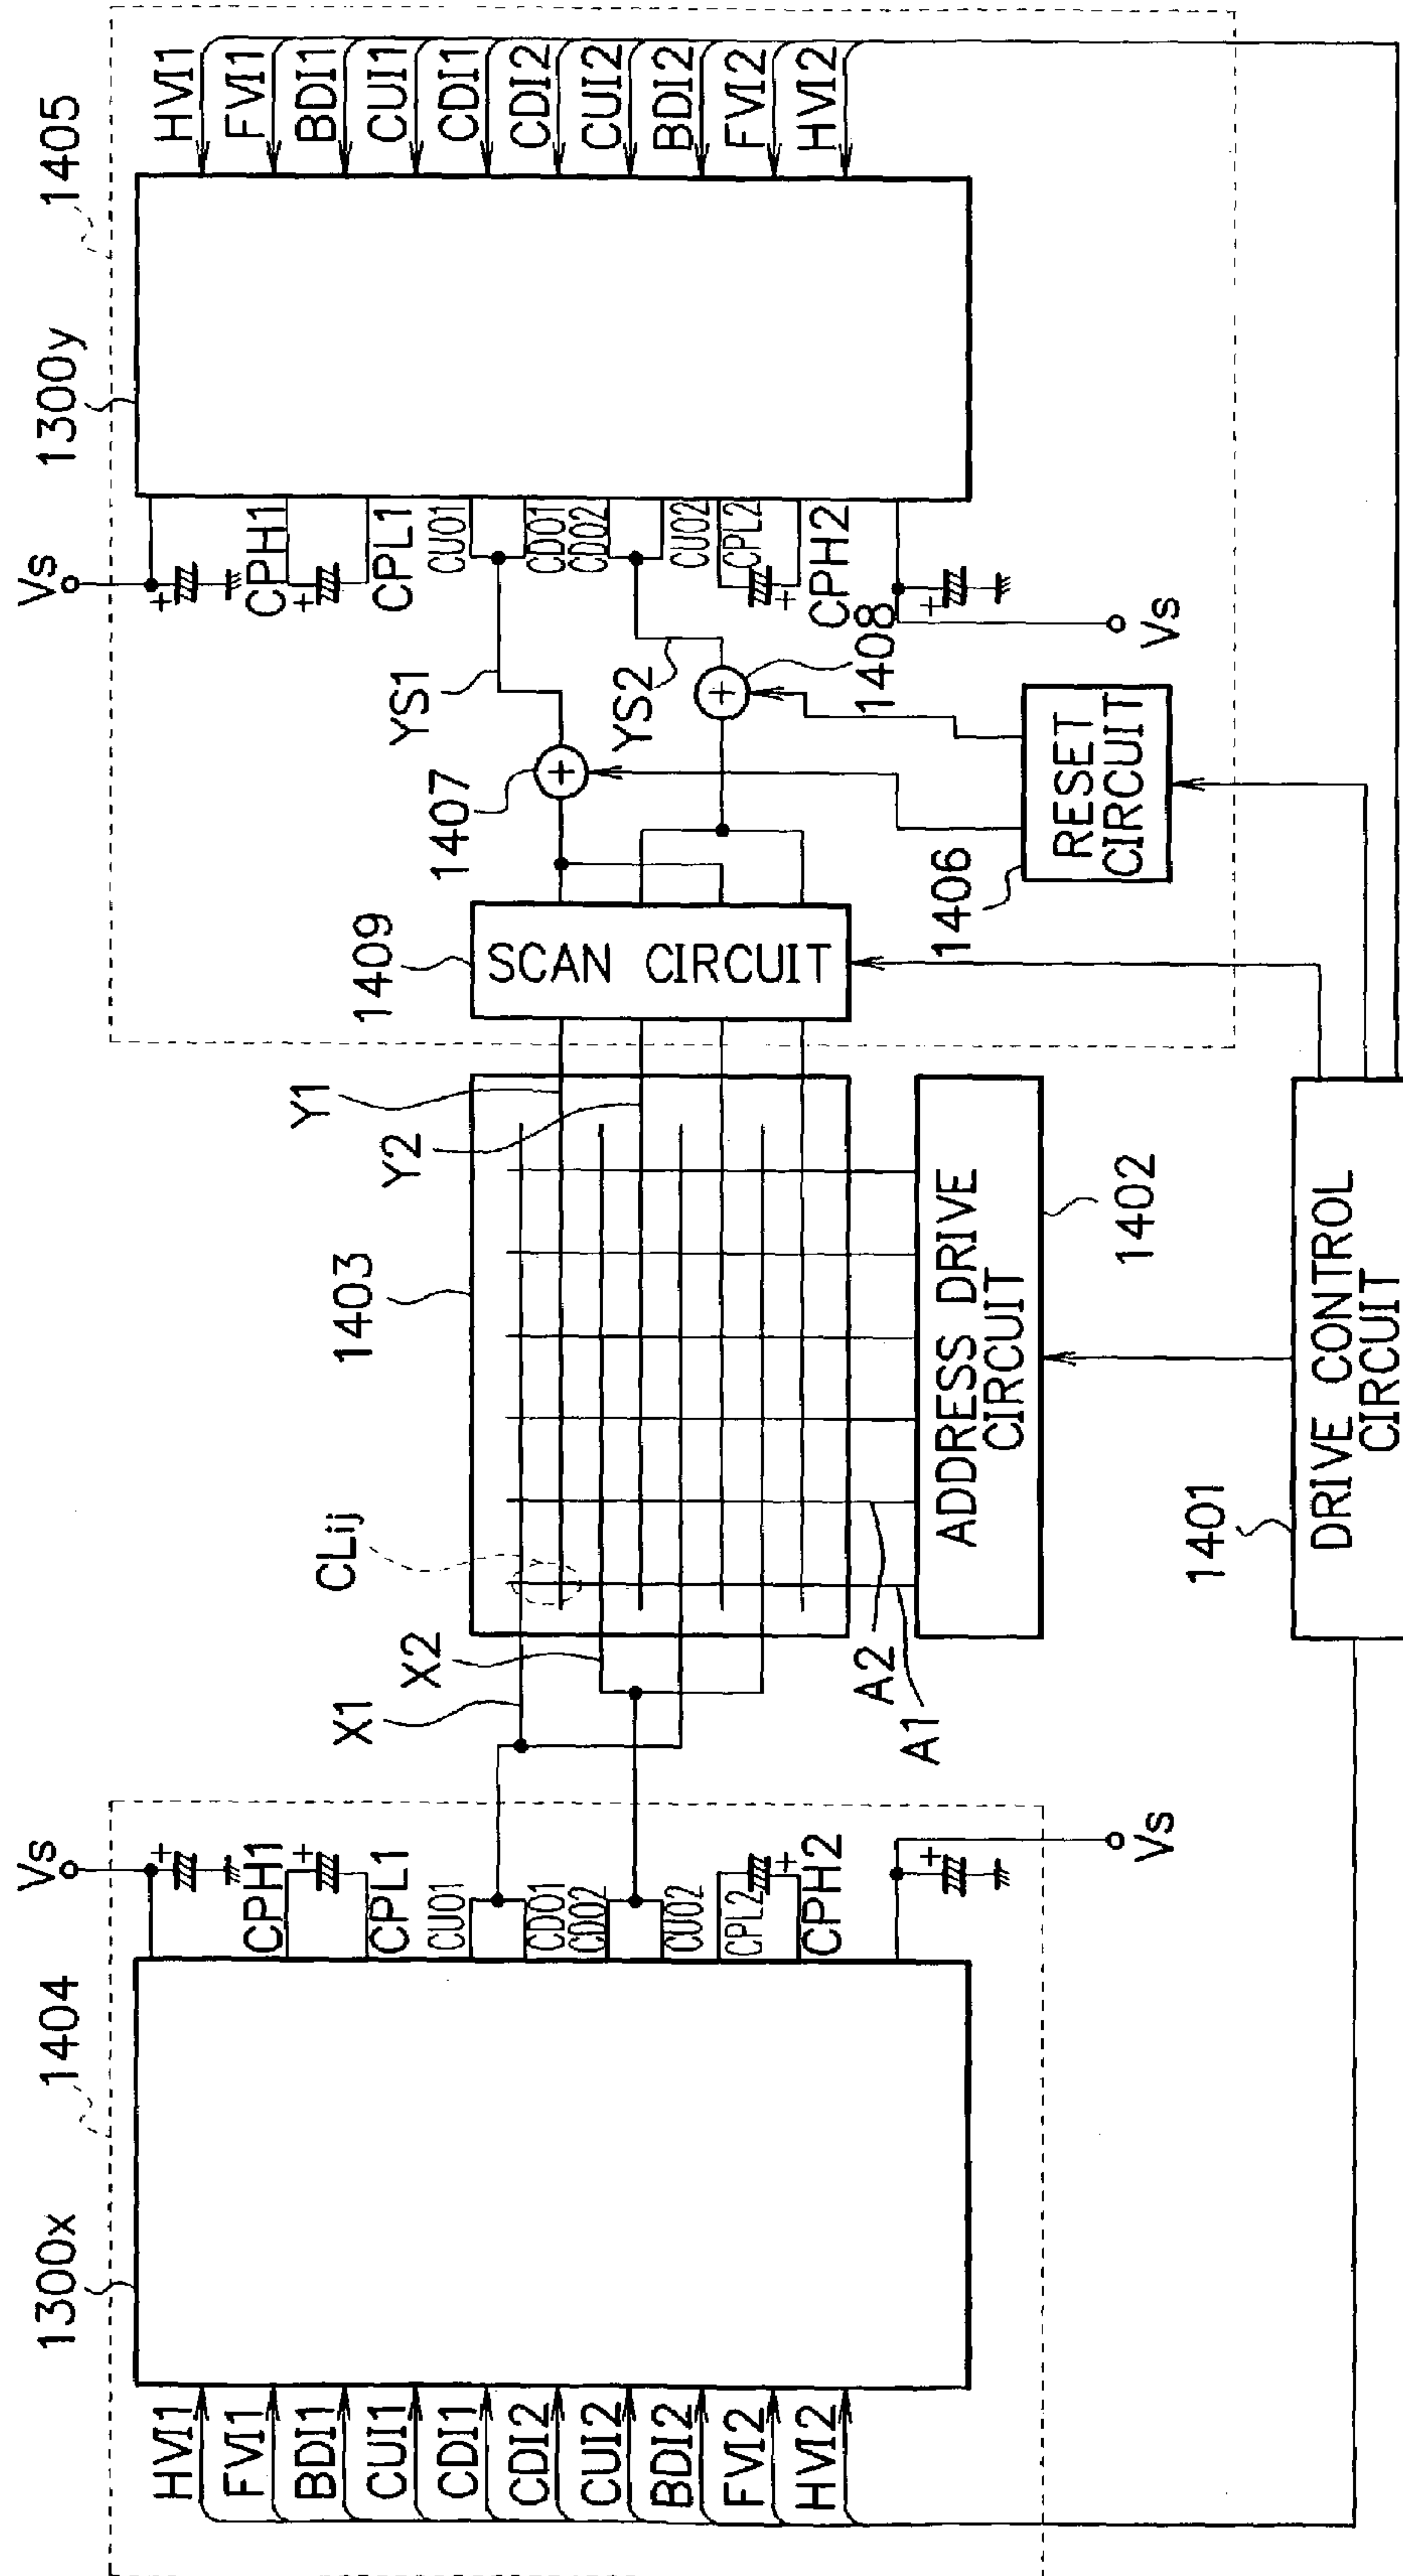 1300x
1404
Vs
HVI1
FVI1
BDI1
CUI1
CDI1
CDI2
CUI2
BDI2
FVI2
HVI2
CPH1
CPL1
CUO1
CDO1
CDO2
CUO2
CPL2
CPH2
Vs
X1
X2
CLij
1403
Y1
Y2
A2
A1
ADDRESS DRIVE
CIRCUIT
1402
1401
DRIVE CONTROL
CIRCUIT
1409
SCAN CIRCUIT
1407
YS1
YS2
1408
1406
RESET
CIRCUIT
Vs
1300y
1405
CPH1
CPL1
CUO1
CDO1
CDO2
CUO2
CPL2
CPH2
Vs
HVI1
FVI1
BDI1
CUI1
CDI1
CDI2
CUI2
BDI2
FVI2
HVI2